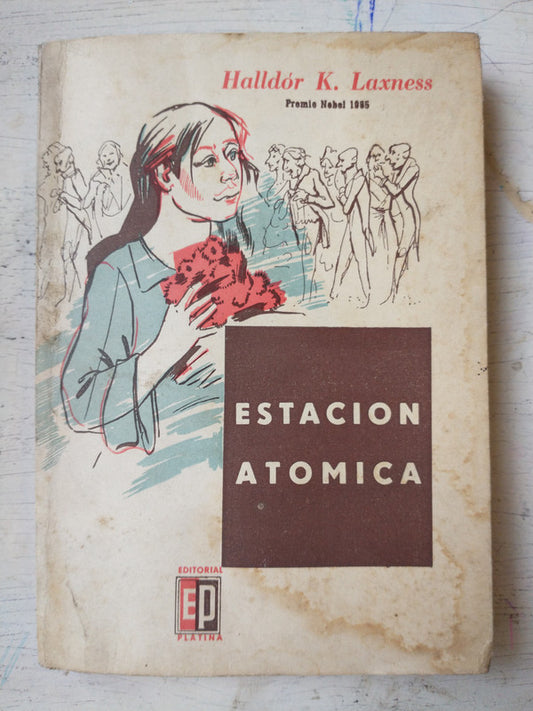 Halldór K. Laxness
Premio Nobel 1955
ESTACION
ATOMICA
EDITORIAL
EP
PLATINA